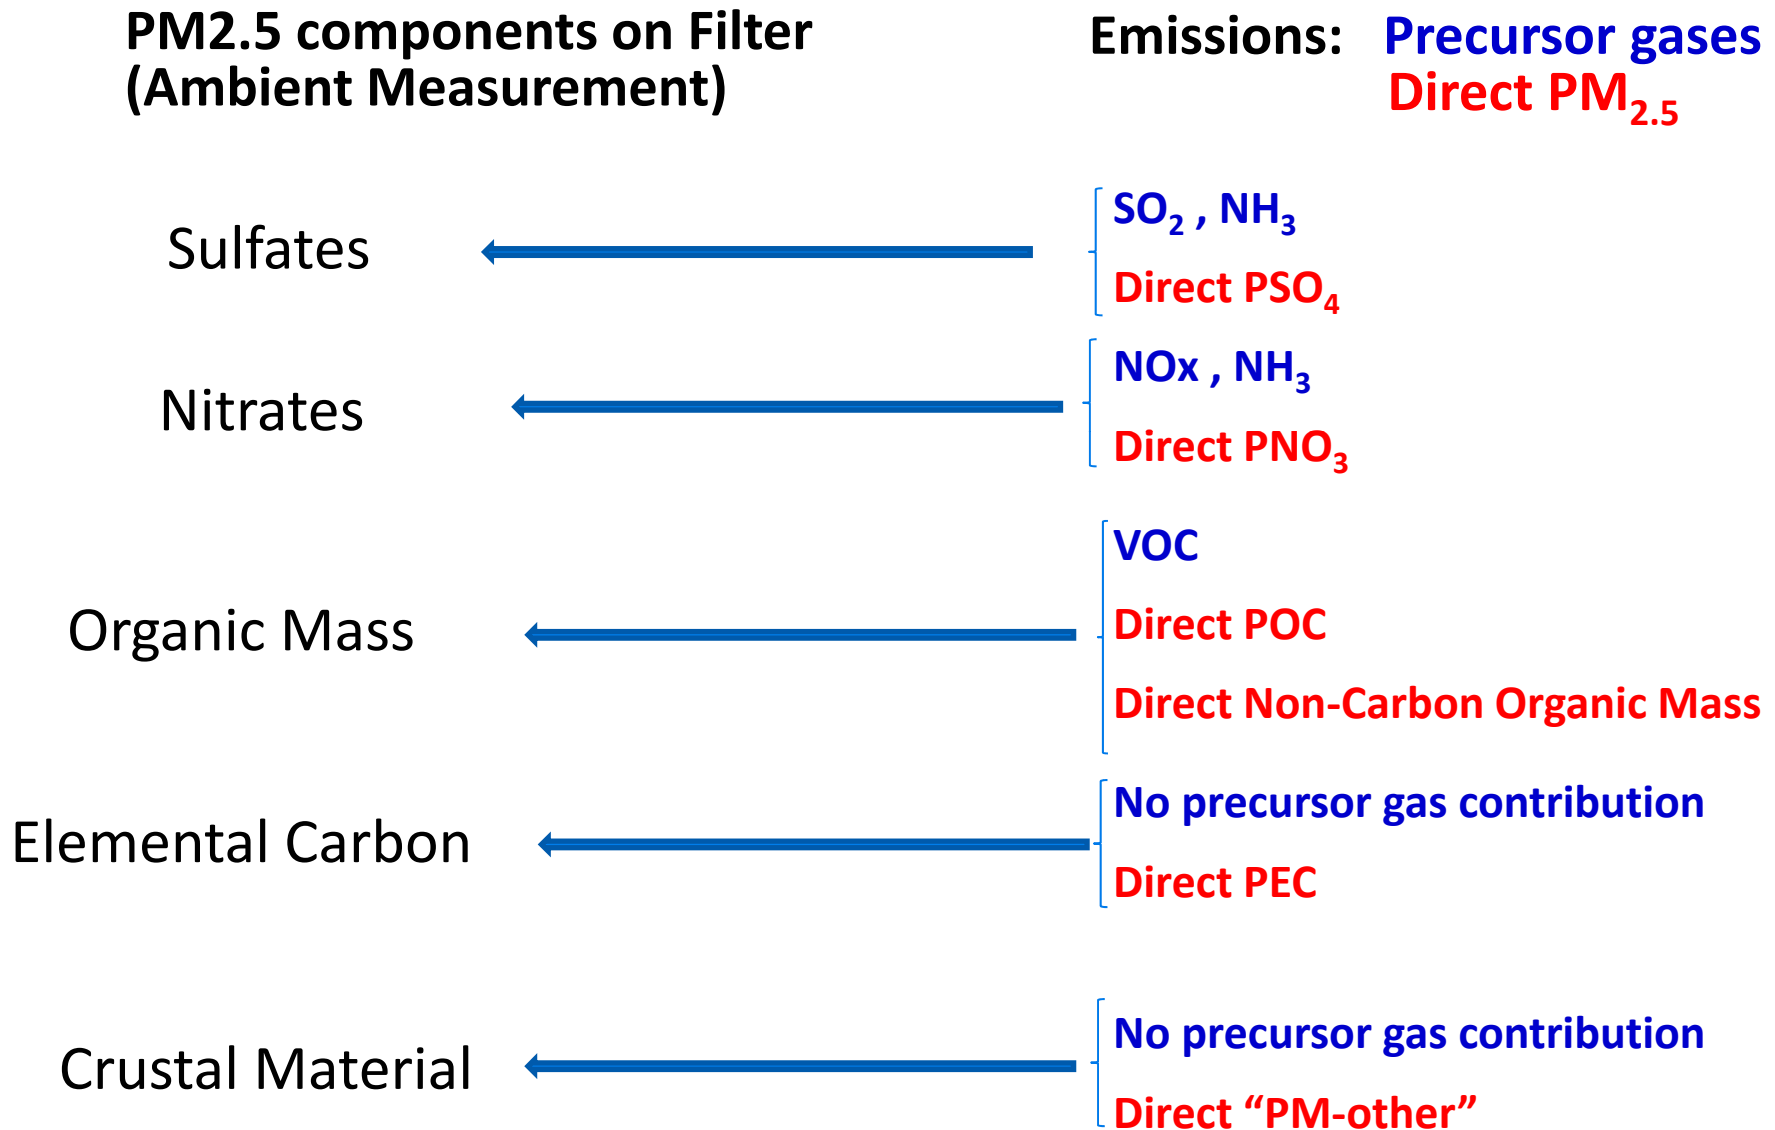 PM2.5 components on Filter
(Ambient Measurement)
Emissions: Precursor gases
Direct PM₂.₅
Sulfates
SO₂ , NH₃
Direct PSO₄
Nitrates
NOx , NH₃
Direct PNO₃
Organic Mass
VOC
Direct POC
Direct Non-Carbon Organic Mass
Elemental Carbon
No precursor gas contribution
Direct PEC
Crustal Material
No precursor gas contribution
Direct “PM-other”